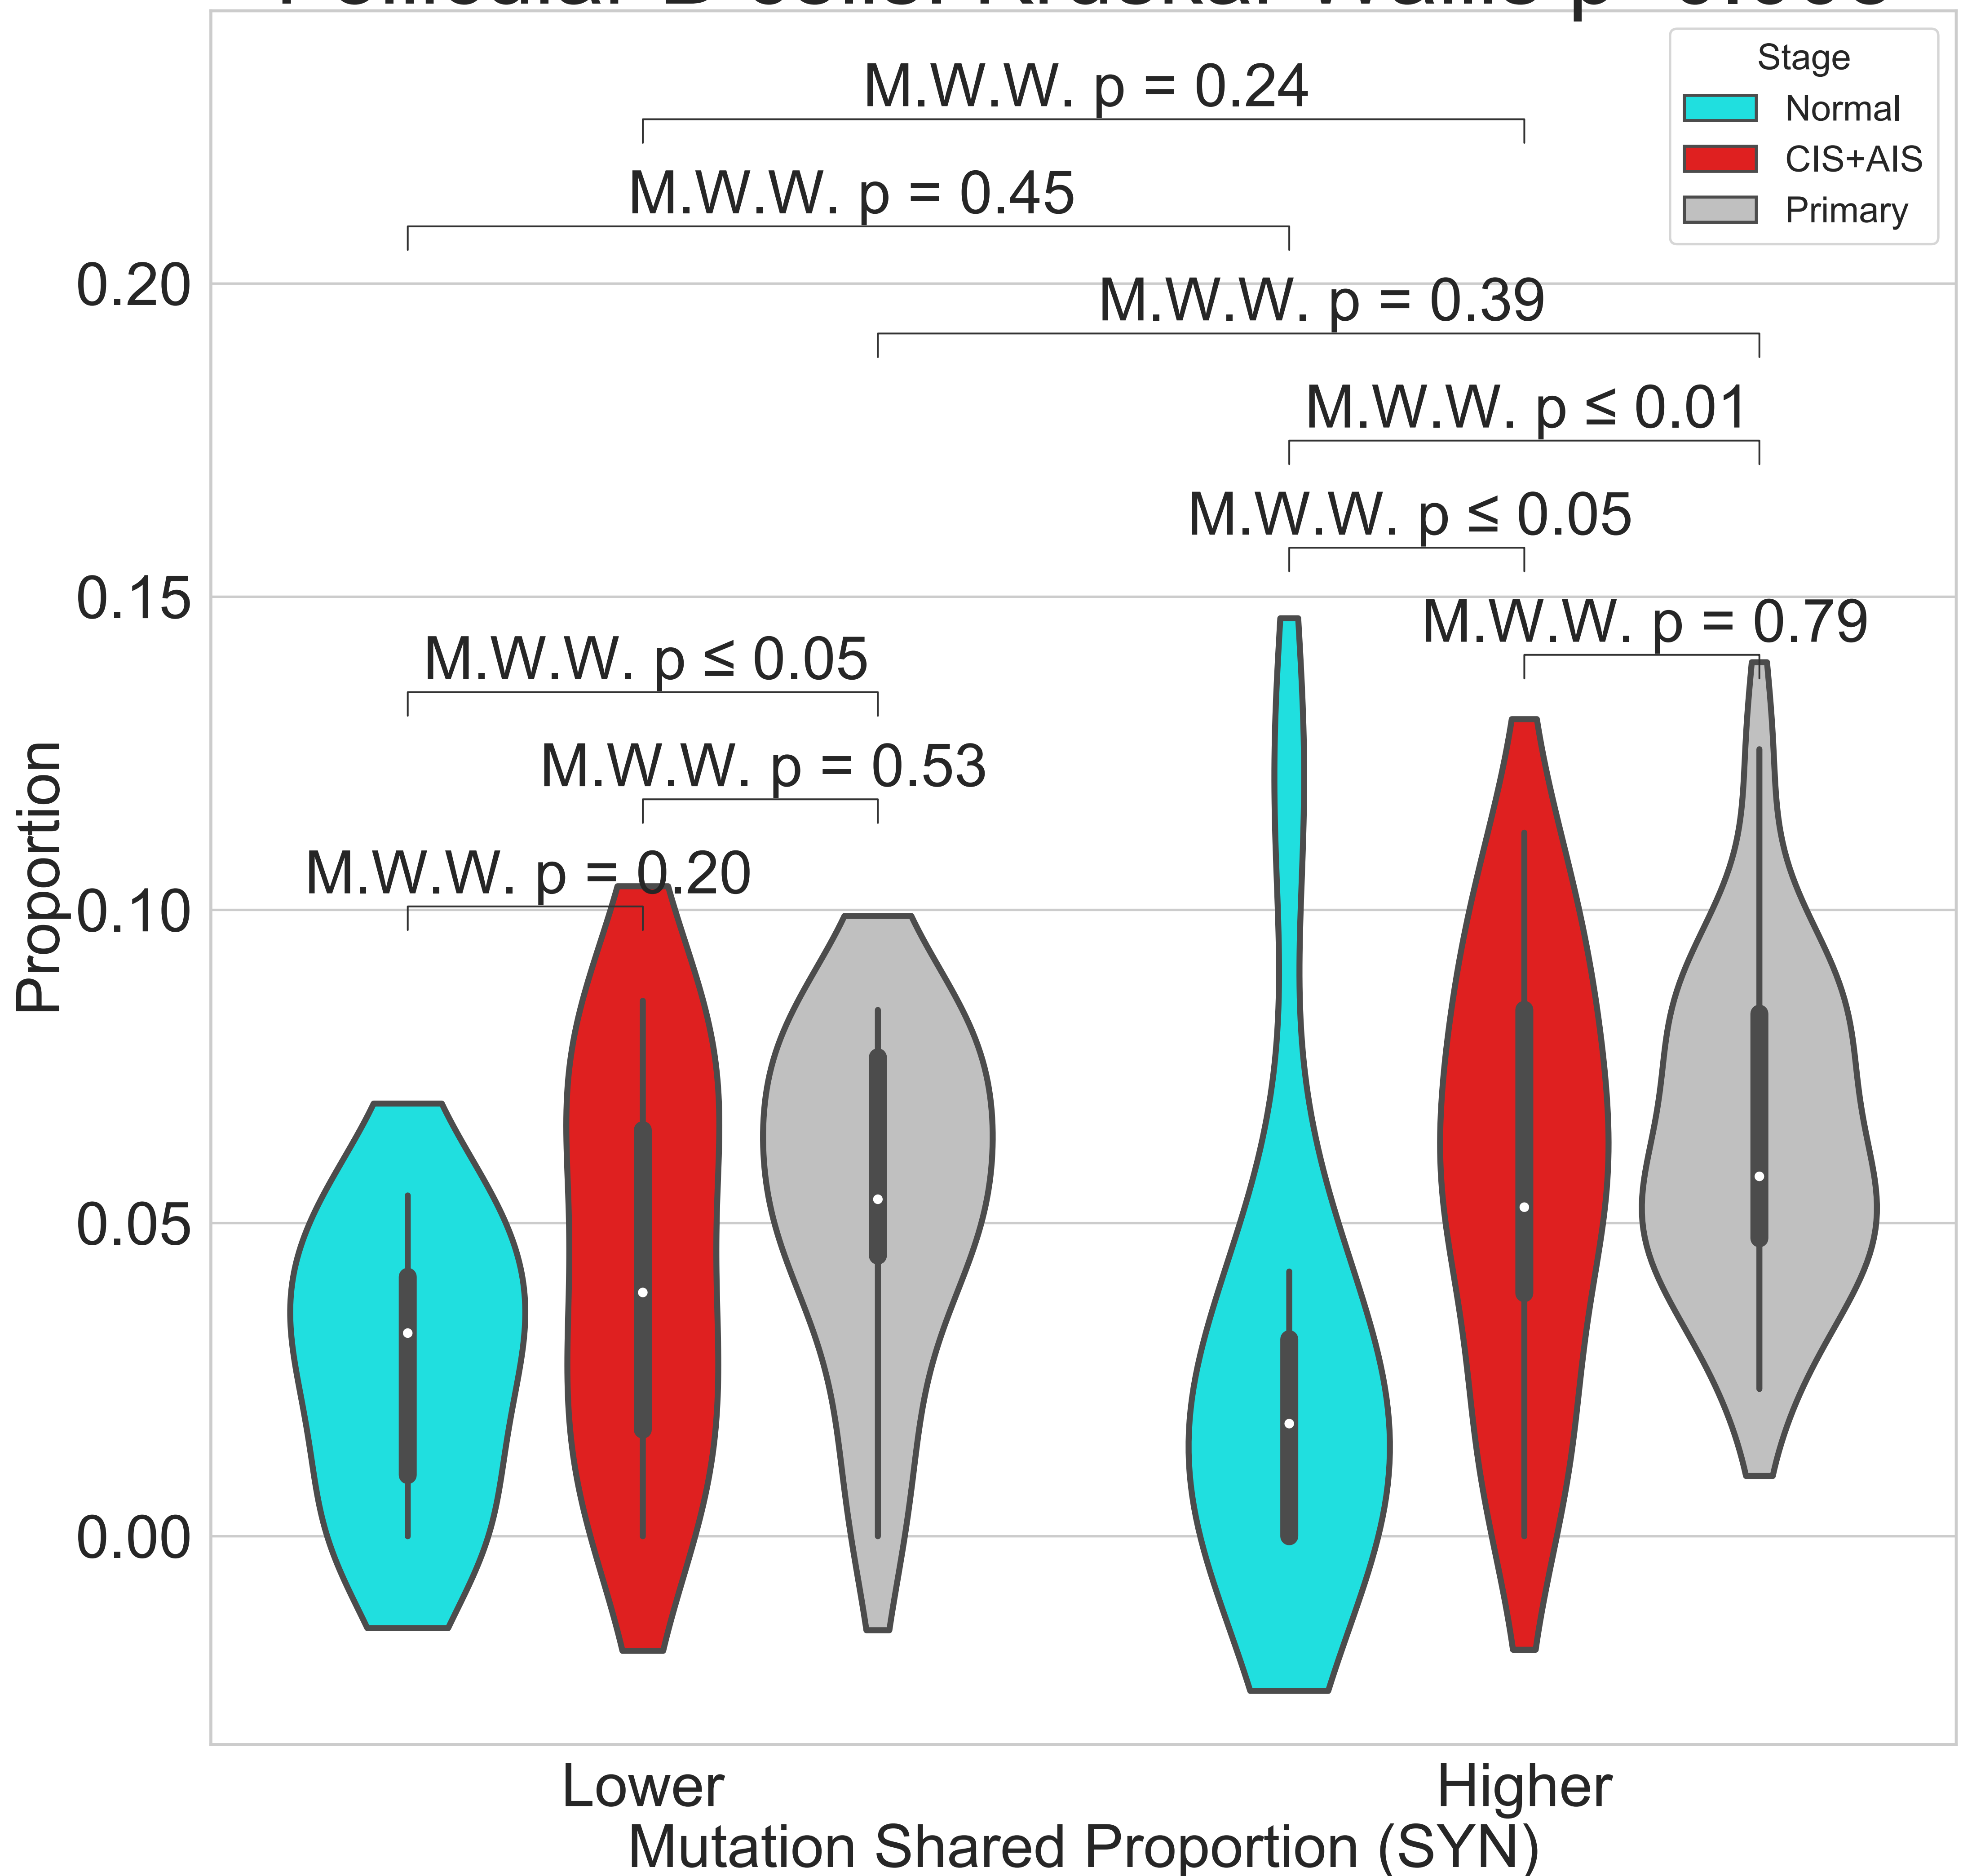 M.W.W. p = 0.24
Stage
Normal
CIS+AIS
Primary
M.W.W. p = 0.45
0.20
M.W.W. p = 0.39
M.W.W. p ≤ 0.01
M.W.W. p ≤ 0.05
0.15
M.W.W. p = 0.79
M.W.W. p ≤ 0.05
M.W.W. p = 0.53
M.W.W. p = 0.20
0.10
0.05
0.00
Proportion
Lower
Higher
Mutation Shared Proportion (SYN)